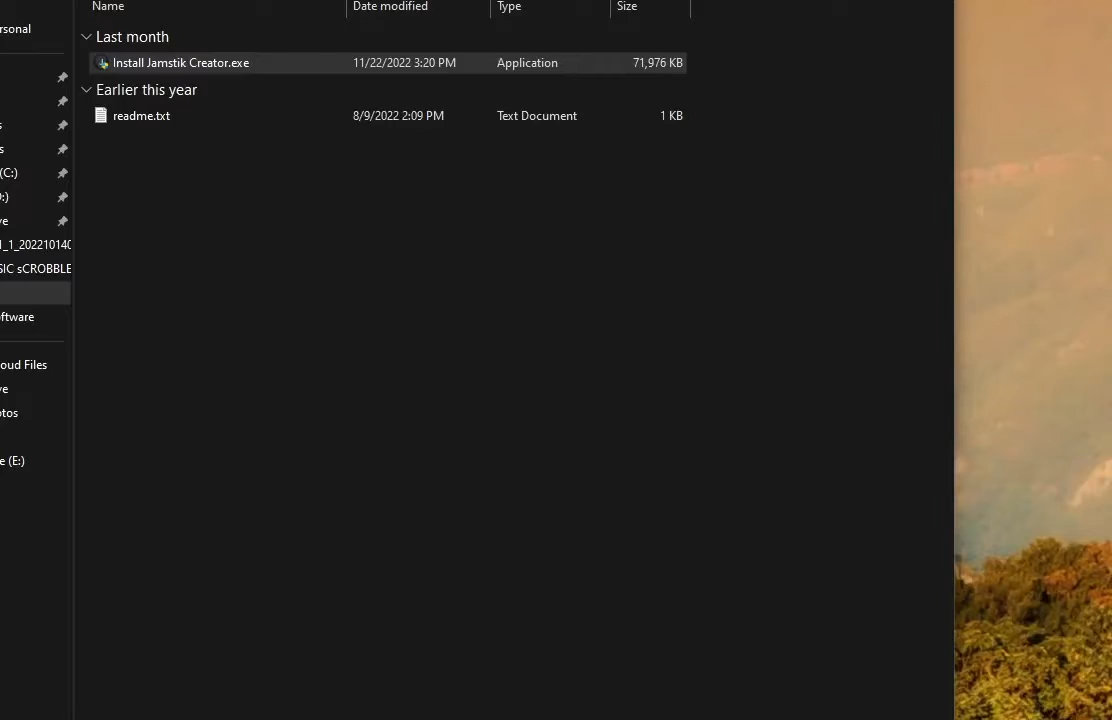 Name Date modified Type Size
Last month
Install Jamstik Creator.exe 11/22/2022 3:20 PM Application 71,976 KB
Earlier this year
readme.txt 8/9/2022 2:09 PM Text Document 1 KB
rsonal
s
s
(C:)
:)
ve
1_1_202210140
SIC sCROBBLE
ftware
oud Files
ve
otos
e (E:)